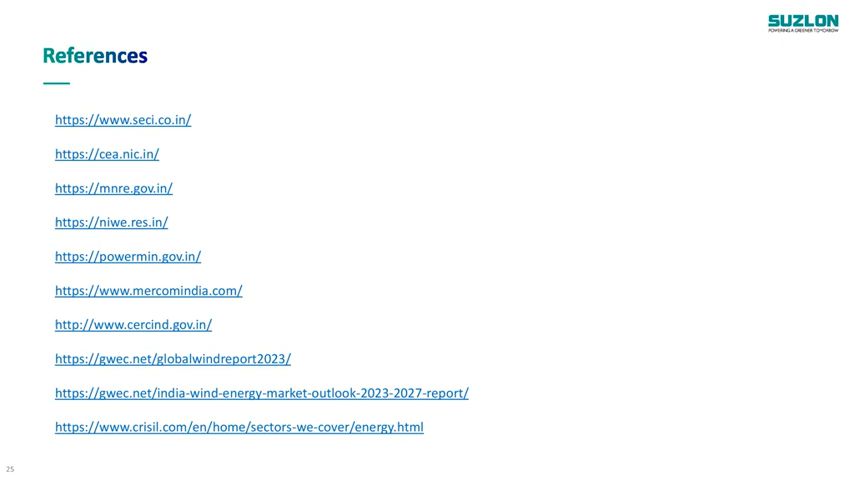 SUZLON
POWERING A GREENER TOMORROW
References
https://www.seci.co.in/
https://cea.nic.in/
https://mnre.gov.in/
https://niwe.res.in/
https://powermin.gov.in/
https://www.mercomindia.com/
http://www.cercind.gov.in/
https://gwec.net/globalwindreport2023/
https://gwec.net/india-wind-energy-market-outlook-2023-2027-report/
https://www.crisil.com/en/home/sectors-we-cover/energy.html
25